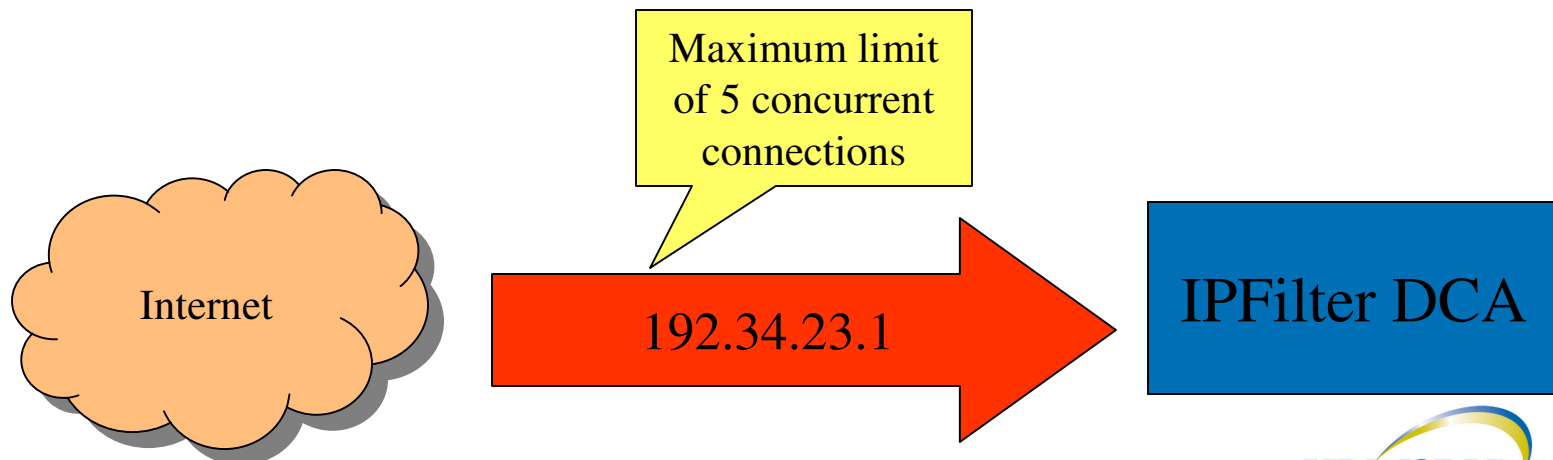 Maximum limit
of 5 concurrent
connections
Internet
192.34.23.1
IPFilter DCA